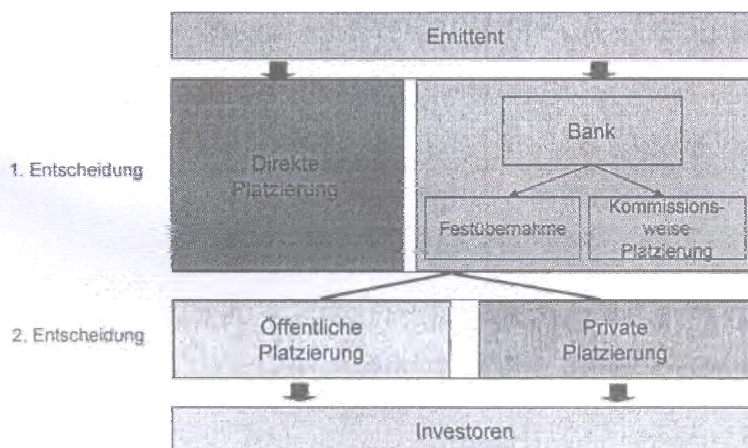 Emittent
1. Entscheidung
Direkte
Platzierung
Bank
Festübernahme
Kommissions-
weise
Platzierung
2. Entscheidung
Öffentliche
Platzierung
Private
Platzierung
Investoren